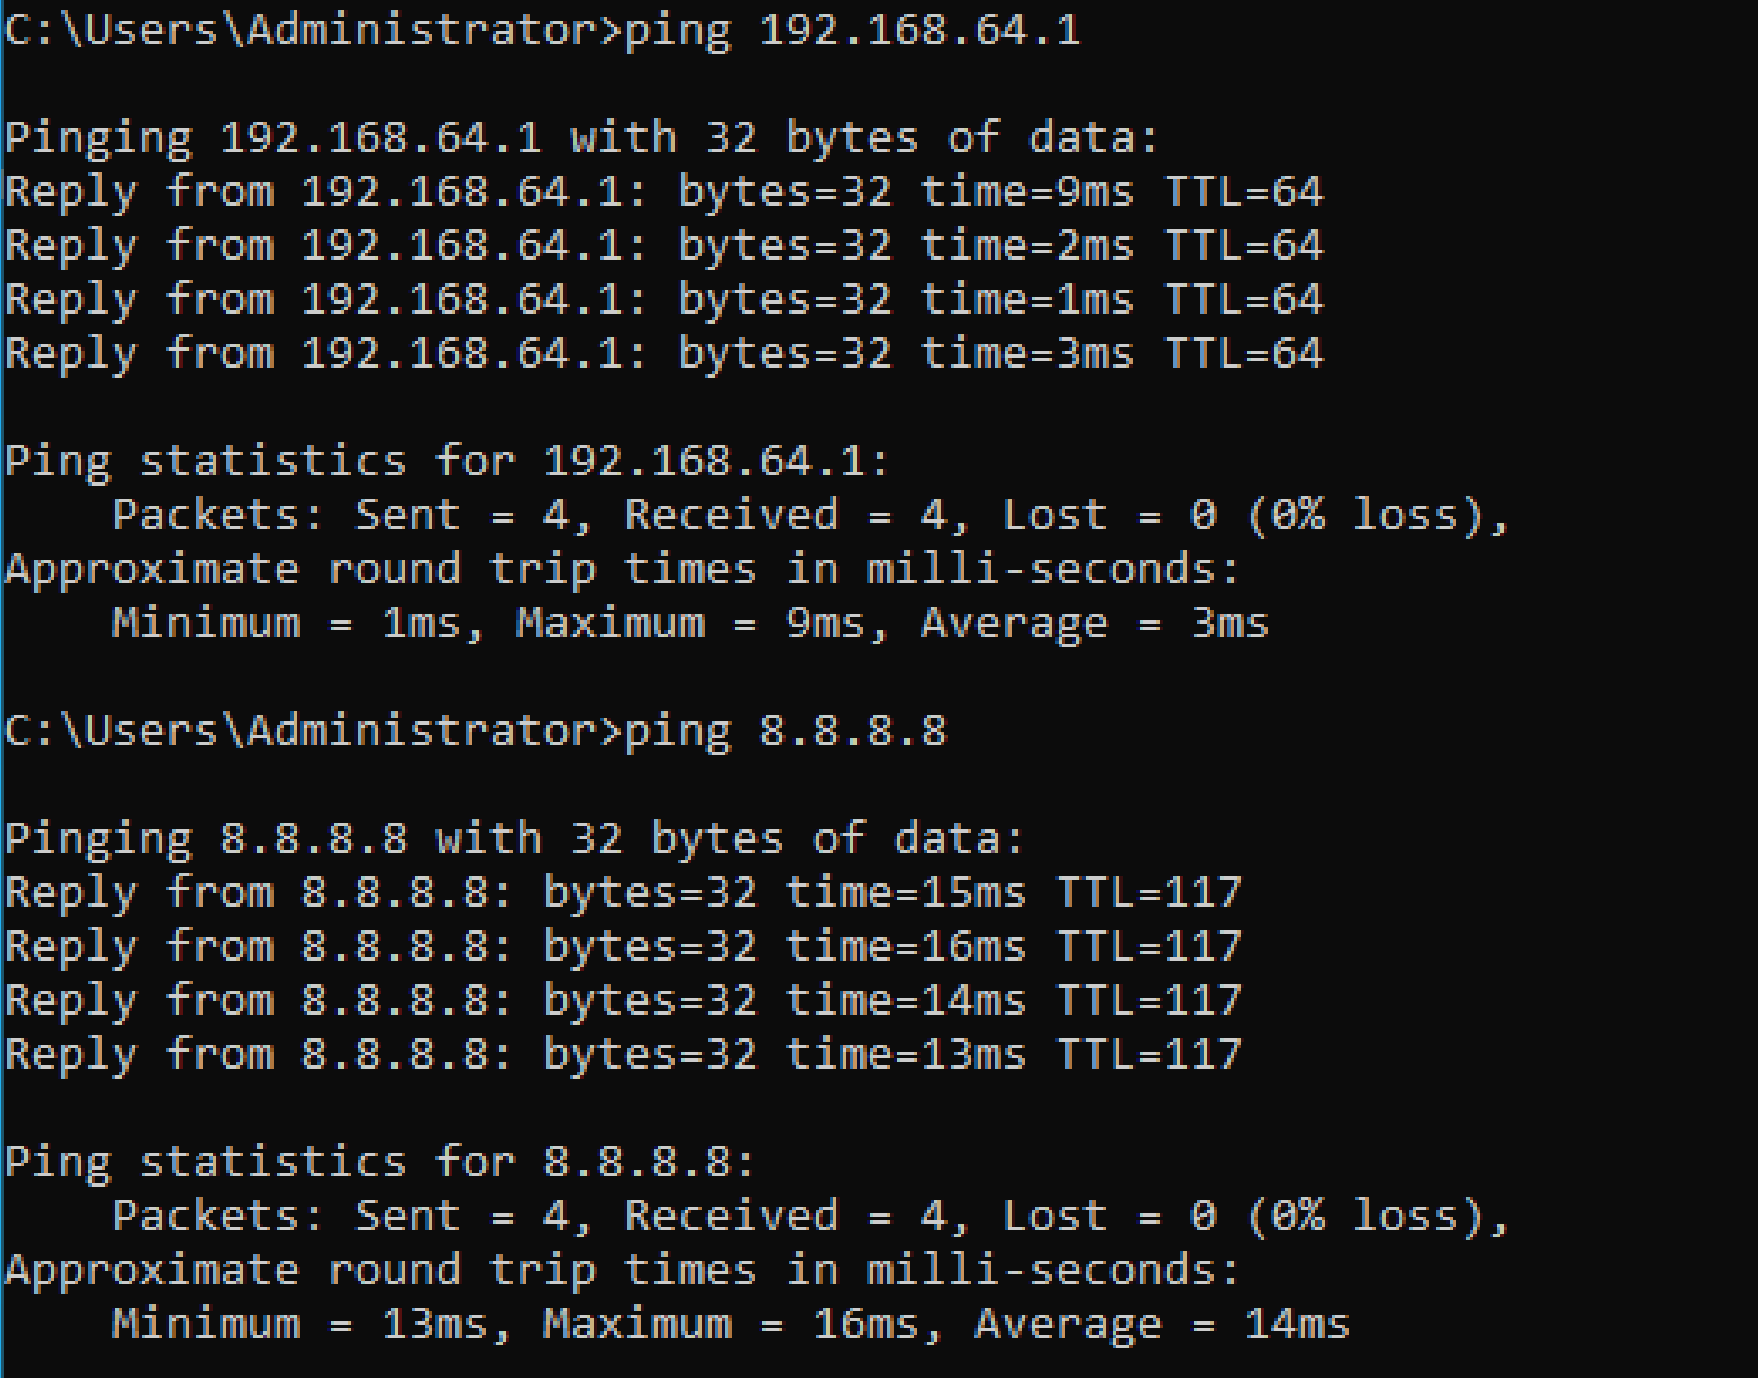 C:\Users\Administrator>ping 192.168.64.1
Pinging 192.168.64.1 with 32 bytes of data:
Reply from 192.168.64.1: bytes=32 time=9ms TTL=64
Reply from 192.168.64.1: bytes=32 time=2ms TTL=64
Reply from 192.168.64.1: bytes=32 time=1ms TTL=64
Reply from 192.168.64.1: bytes=32 time=3ms TTL=64
Ping statistics for 192.168.64.1:
    Packets: Sent = 4, Received = 4, Lost = 0 (0% loss),
Approximate round trip times in milli-seconds:
    Minimum = 1ms, Maximum = 9ms, Average = 3ms
C:\Users\Administrator>ping 8.8.8.8
Pinging 8.8.8.8 with 32 bytes of data:
Reply from 8.8.8.8: bytes=32 time=15ms TTL=117
Reply from 8.8.8.8: bytes=32 time=16ms TTL=117
Reply from 8.8.8.8: bytes=32 time=14ms TTL=117
Reply from 8.8.8.8: bytes=32 time=13ms TTL=117
Ping statistics for 8.8.8.8:
    Packets: Sent = 4, Received = 4, Lost = 0 (0% loss),
Approximate round trip times in milli-seconds:
    Minimum = 13ms, Maximum = 16ms, Average = 14ms